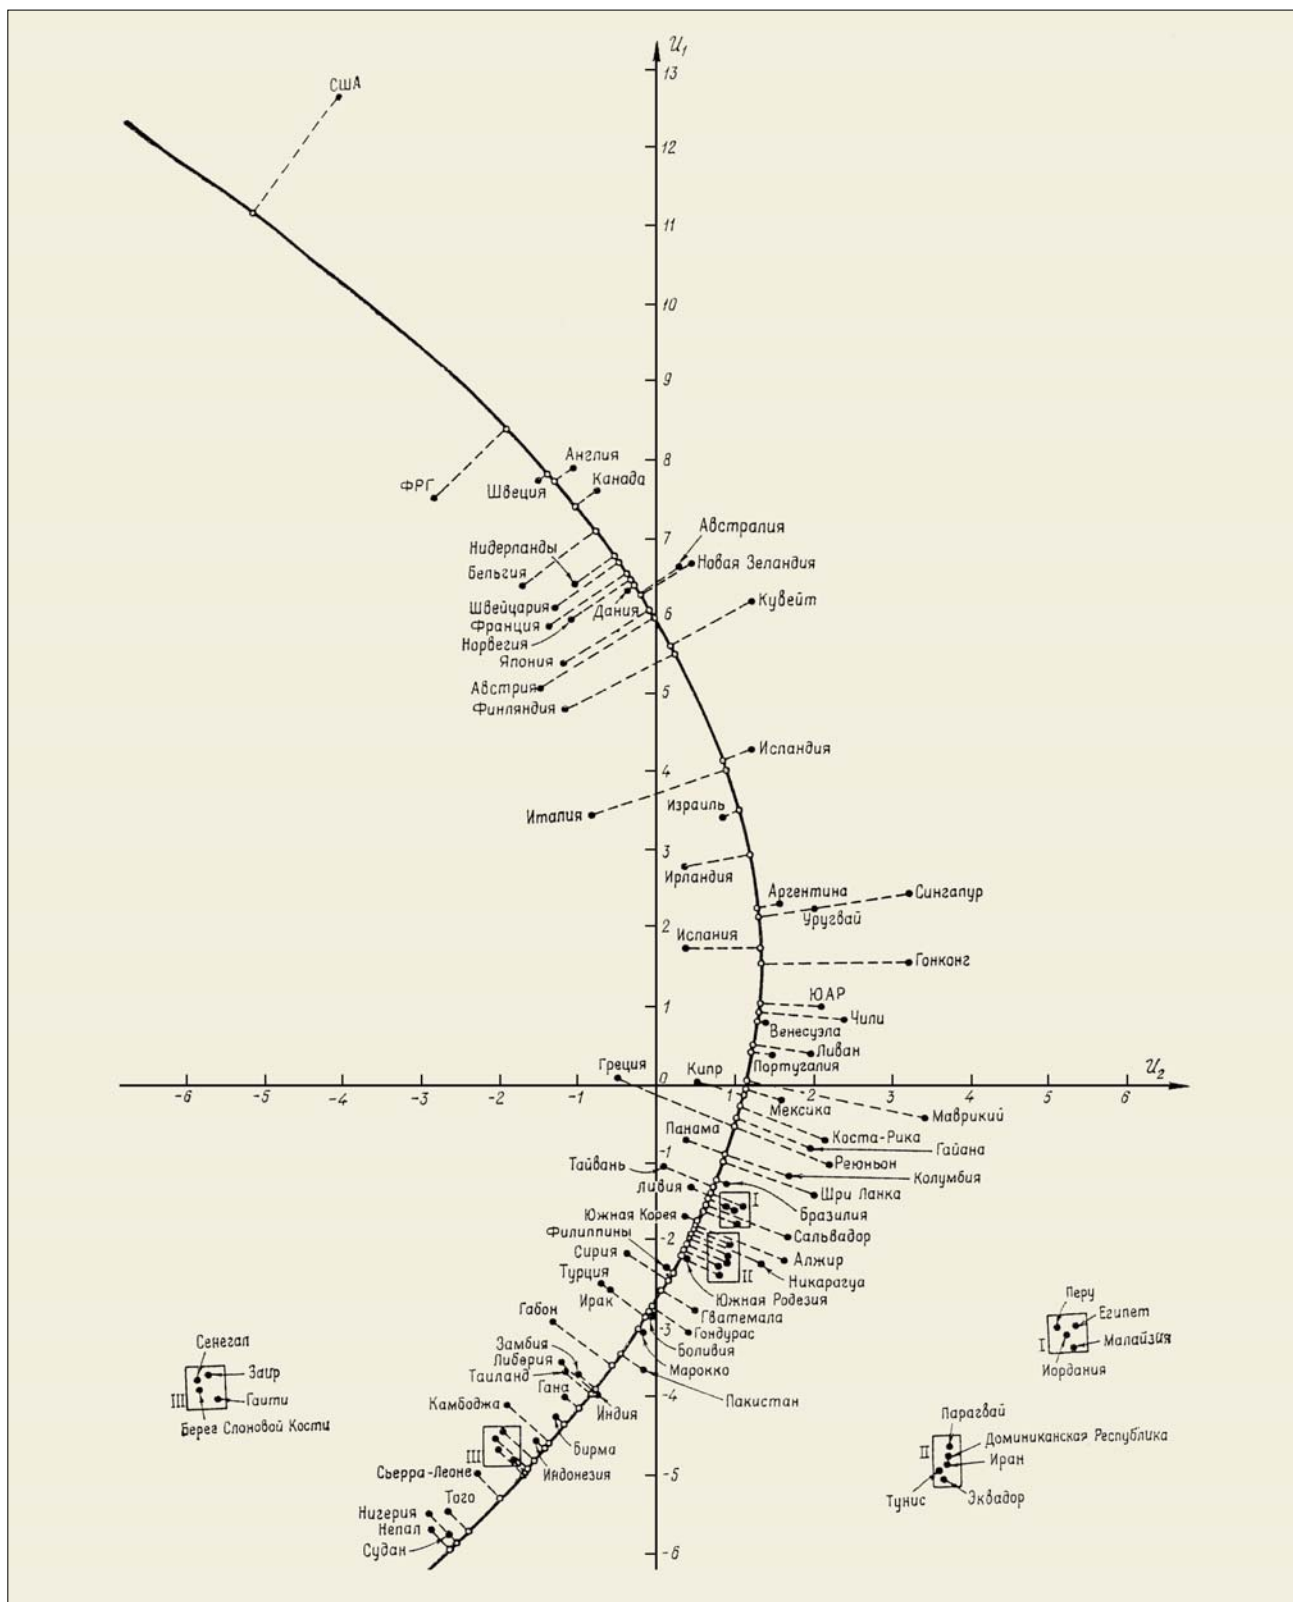 U₁
13
США
12
11
10
9
8
Англия
ФРГ
Швеция
Канада
7
Австралия
Нидерланды
Новая Зеландия
Бельгия
Кувейт
Швейцария
Дания
6
Франция
Норвегия
Япония
5
Австрия
Финляндия
Исландия
4
Израиль
Италия
3
Ирландия
Аргентина
Сингапур
Уругвай
2
Испания
Гонконг
ЮАР
1
Чили
Венесуэла
Ливан
Португалия
Греция
Кипр
0
U₂
-6 -5 -4 -3 -2 -1 1 2 3 4 5 6
Мексика
Маврикий
Панама
Коста-Рика
Гайана
-1
Тайвань
Реюньон
Колумбия
Ливия
Шри Ланка
I
Бразилия
Южная Корея
Филиппины
Сальвадор
-2
Сирия
Алжир
Турция
II
Никарагуа
Ирак
Южная Родезия
Габон
Гватемала
-3
Гондурас
Замбия
Боливия
Либерия
Марокко
Таиланд
Гана
-4
Пакистан
Камбоджа
Индия
Бирма
III
Индонезия
Сьерра-Леоне
-5
Того
Нигерия
Непал
Судан
-6
Сенегал
Заир
III
Гаити
Берег Слоновой Кости
Перу
Египет
I
Малайзия
Иордания
Парагвай
II
Доминиканская Республика
Иран
Тунис
Эквадор